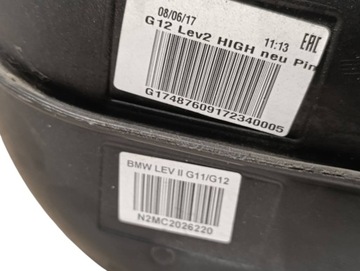 08/06/17 11:13 EAC
G12 Lev2 HIGH neu Pin
G17487609172340005
BMW LEV II G11/G12
N2MC2026220